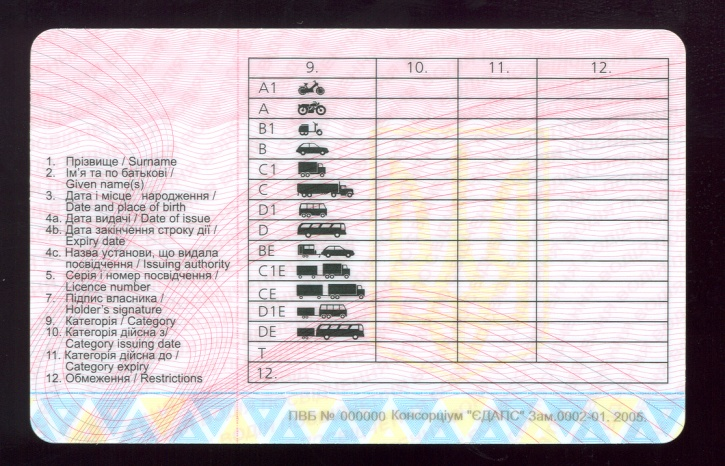 1. Прізвище / Surname
2. Ім'я та по батькові /
Given name(s)
3. Дата і місце народження /
Date and place of birth
4a. Дата видачі / Date of issue
4b. Дата закінчення строку дії /
Expiry date
4c. Назва установи, що видала
посвідчення / Issuing authority
5. Серія і номер посвідчення /
Licence number
7. Підпис власника /
Holder's signature
9. Категорія / Category
10. Категорія дійсна з/
Category issuing date
11. Категорія дійсна до /
Category expiry
12. Обмеження / Restrictions
9. 10. 11. 12.
A1
A
B1
B
C1
C
D1
D
BE
C1E
CE
D1E
DE
T
12.
ПВБ № 000000 Консорціум "ЄДАПС" Зам.0002-01. 2005.